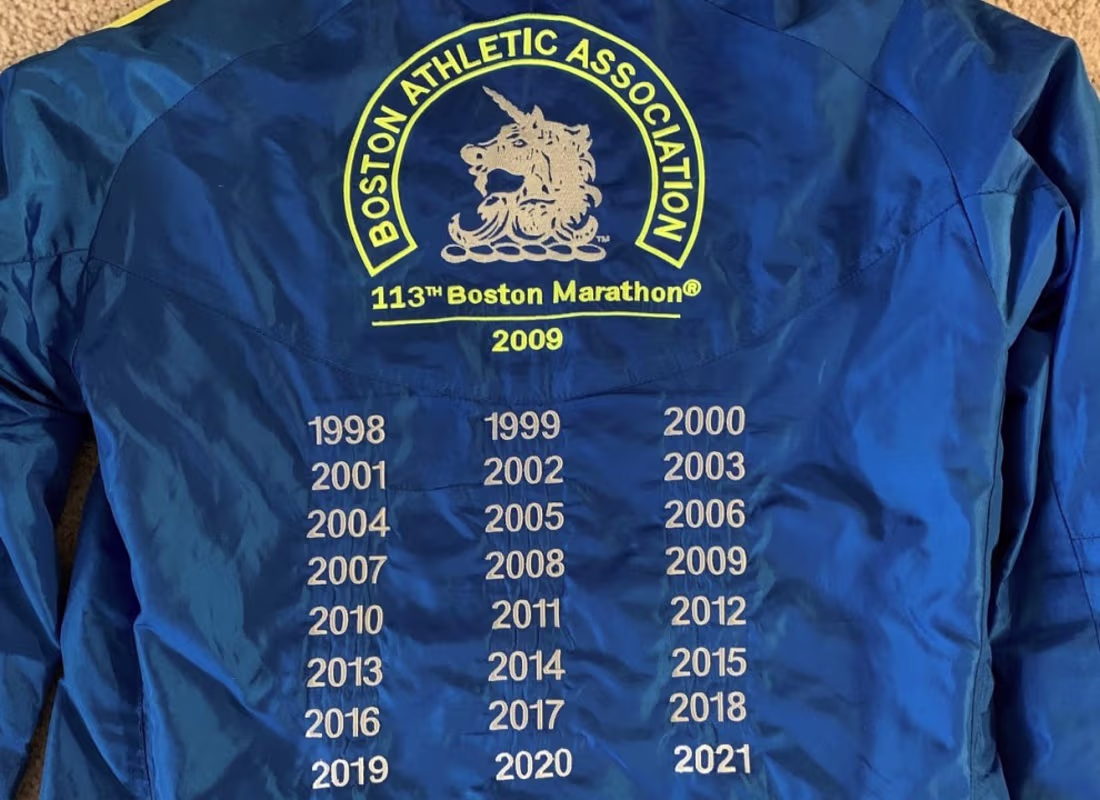 BOSTON ATHLETIC ASSOCIATION
TM
113TH Boston Marathon®
2009
1998 1999 2000
2001 2002 2003
2004 2005 2006
2007 2008 2009
2010 2011 2012
2013 2014 2015
2016 2017 2018
2019 2020 2021